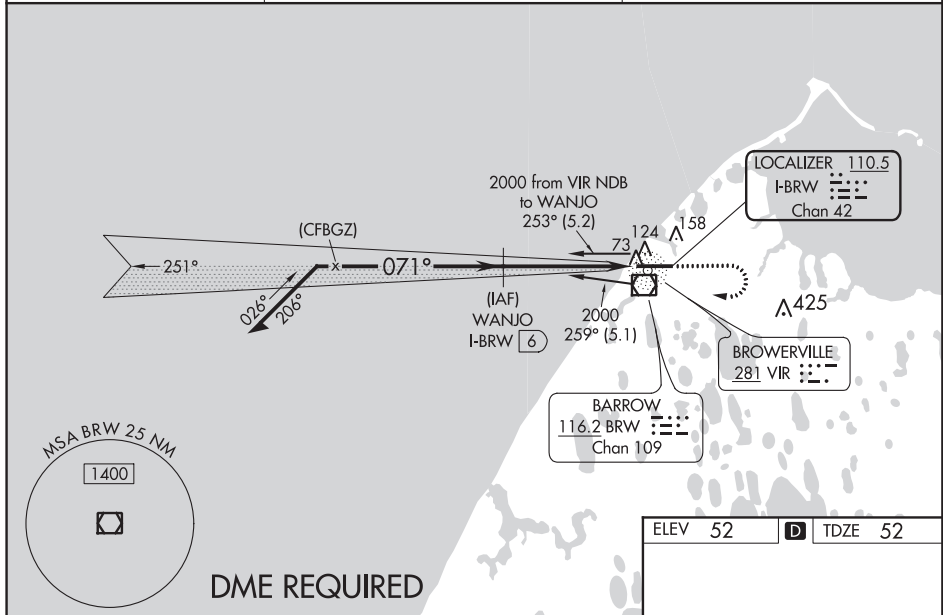 LOCALIZER 110.5
I-BRW
Chan 42
2000 from VIR NDB
to WANJO
253° (5.2)
158
124
73
(CFBGZ)
251°
071°
026°
206°
(IAF)
WANJO
I-BRW 6
2000
259° (5.1)
425
BROWERVILLE
281 VIR
BARROW
116.2 BRW
Chan 109
MSA BRW 25 NM
1400
DME REQUIRED
ELEV 52 D TDZE 52